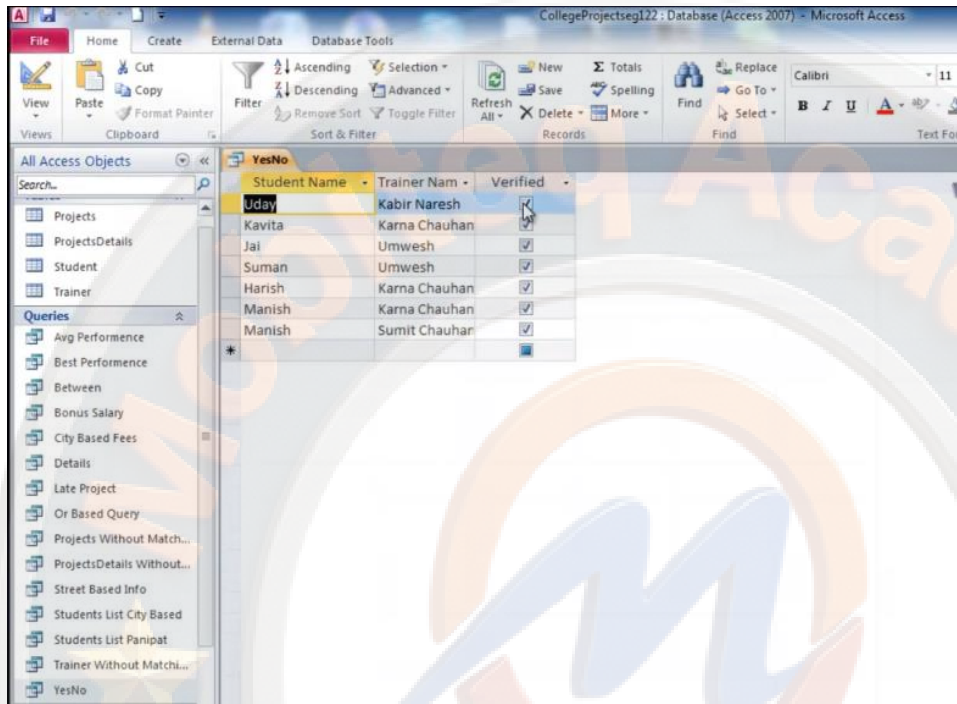 CollegeProjectseg122 : Database (Access 2007) - Microsoft Access
File Home Create External Data Database Tools
View
Views
Paste
Cut
Copy
Format Painter
Clipboard
Filter
Ascending
Descending
Remove Sort
Selection
Advanced
Toggle Filter
Sort & Filter
Refresh
All
New
Save
Delete
Totals
Spelling
More
Records
Find
Replace
Go To
Select
Find
Calibri 11
B I U A
Text Fo
All Access Objects
Search...
Projects
ProjectsDetails
Student
Trainer
Queries
Avg Performence
Best Performence
Between
Bonus Salary
City Based Fees
Details
Late Project
Or Based Query
Projects Without Match...
ProjectsDetails Without...
Street Based Info
Students List City Based
Students List Panipat
Trainer Without Matchi...
YesNo
YesNo
Student Name Trainer Nam Verified
Uday Kabir Naresh
Kavita Karna Chauhan
Jai Umwesh
Suman Umwesh
Harish Karna Chauhan
Manish Karna Chauhan
Manish Sumit Chauhan